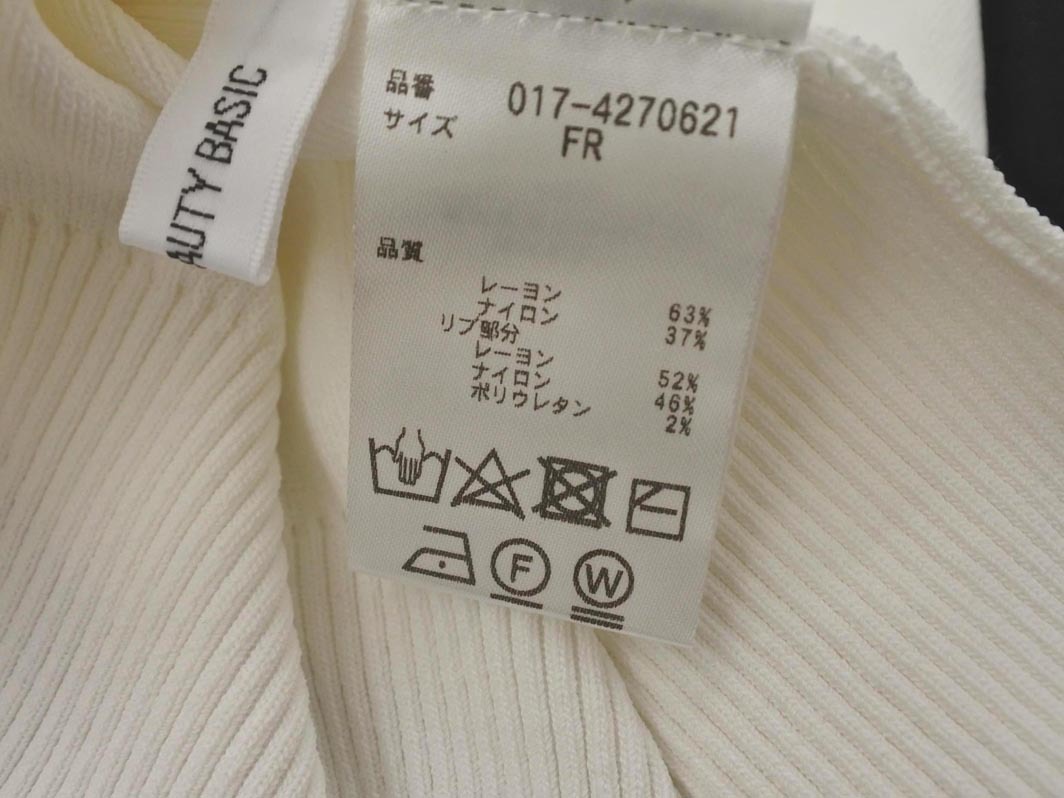 AUTY BASIC
品番 017-4270621
サイズ FR
品質
レーヨン 63%
ナイロン 37%
リブ部分
レーヨン 52%
ナイロン 46%
ポリウレタン 2%
F W